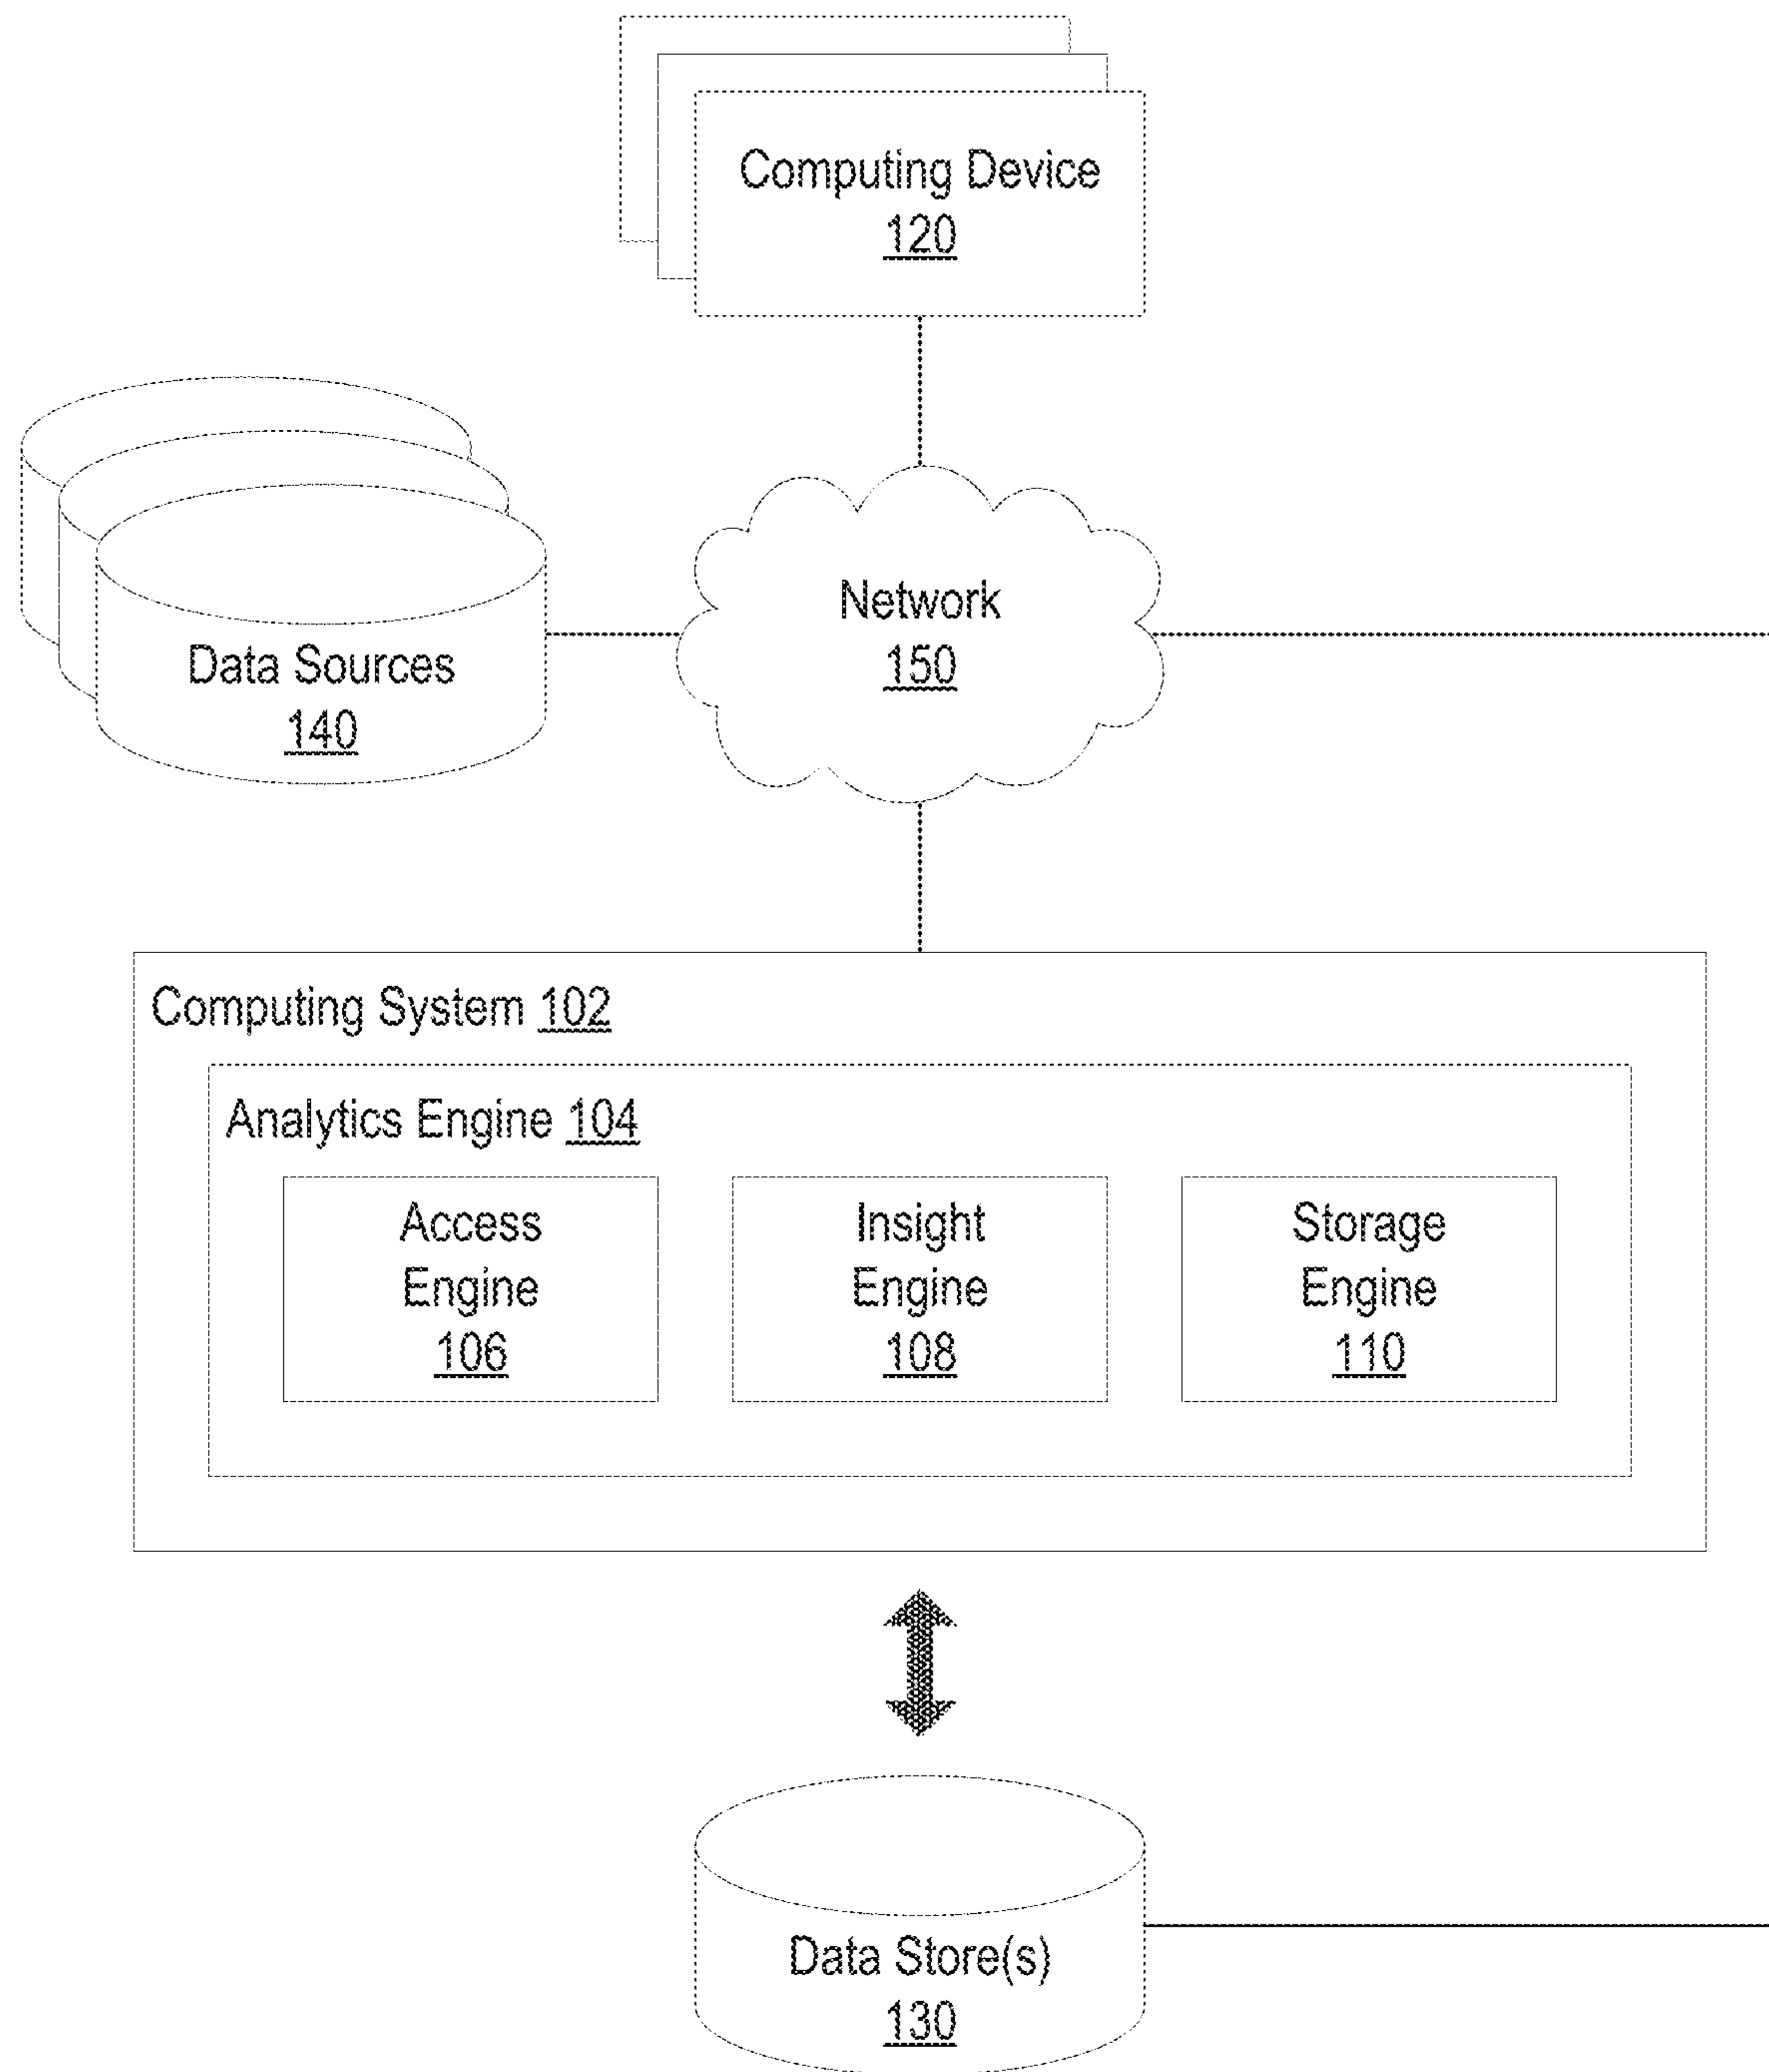 Computing Device
120
Data Sources
140
Network
150
Computing System 102
Analytics Engine 104
Access
Engine
106
Insight
Engine
108
Storage
Engine
110
Data Store(s)
130